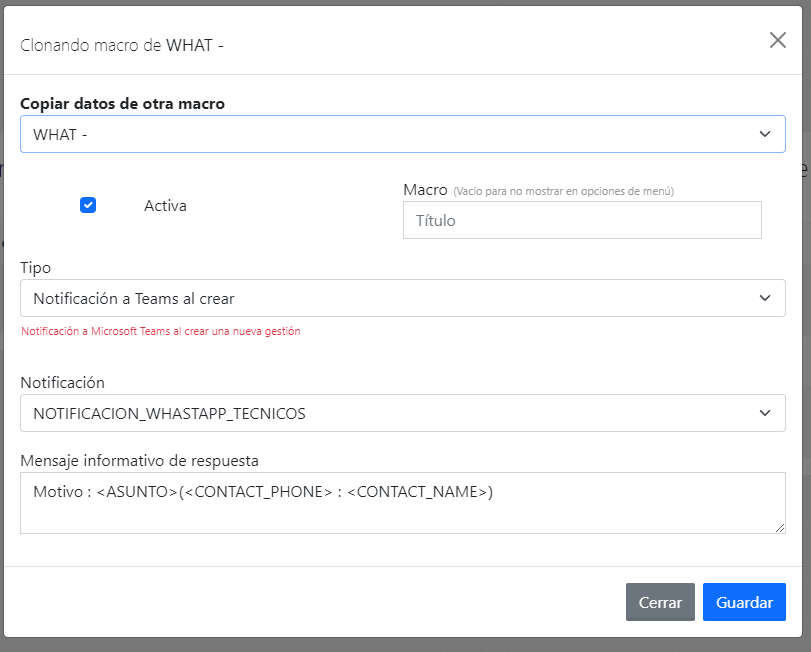 Clonando macro de WHAT -
Copiar datos de otra macro
WHAT -
Activa
Macro (Vacio para no mostrar en opciones de menú)
Título
Tipo
Notificación a Teams al crear
Notificación a Microsoft Teams al crear una nueva gestión
Notificación
NOTIFICACION_WHASTAPP_TECNICOS
Mensaje informativo de respuesta
Motivo : <ASUNTO>(<CONTACT_PHONE> : <CONTACT_NAME>)
Cerrar
Guardar